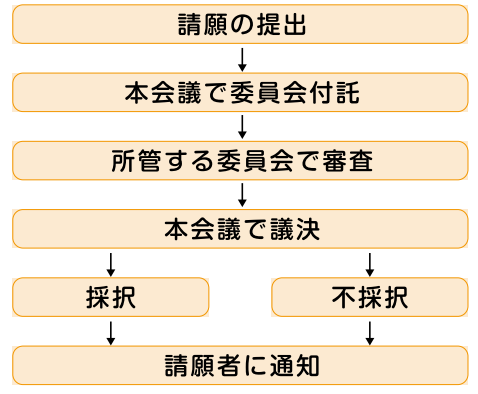 請願の提出
本会議で委員会付託
所管する委員会で審査
本会議で議決
採択
不採択
請願者に通知